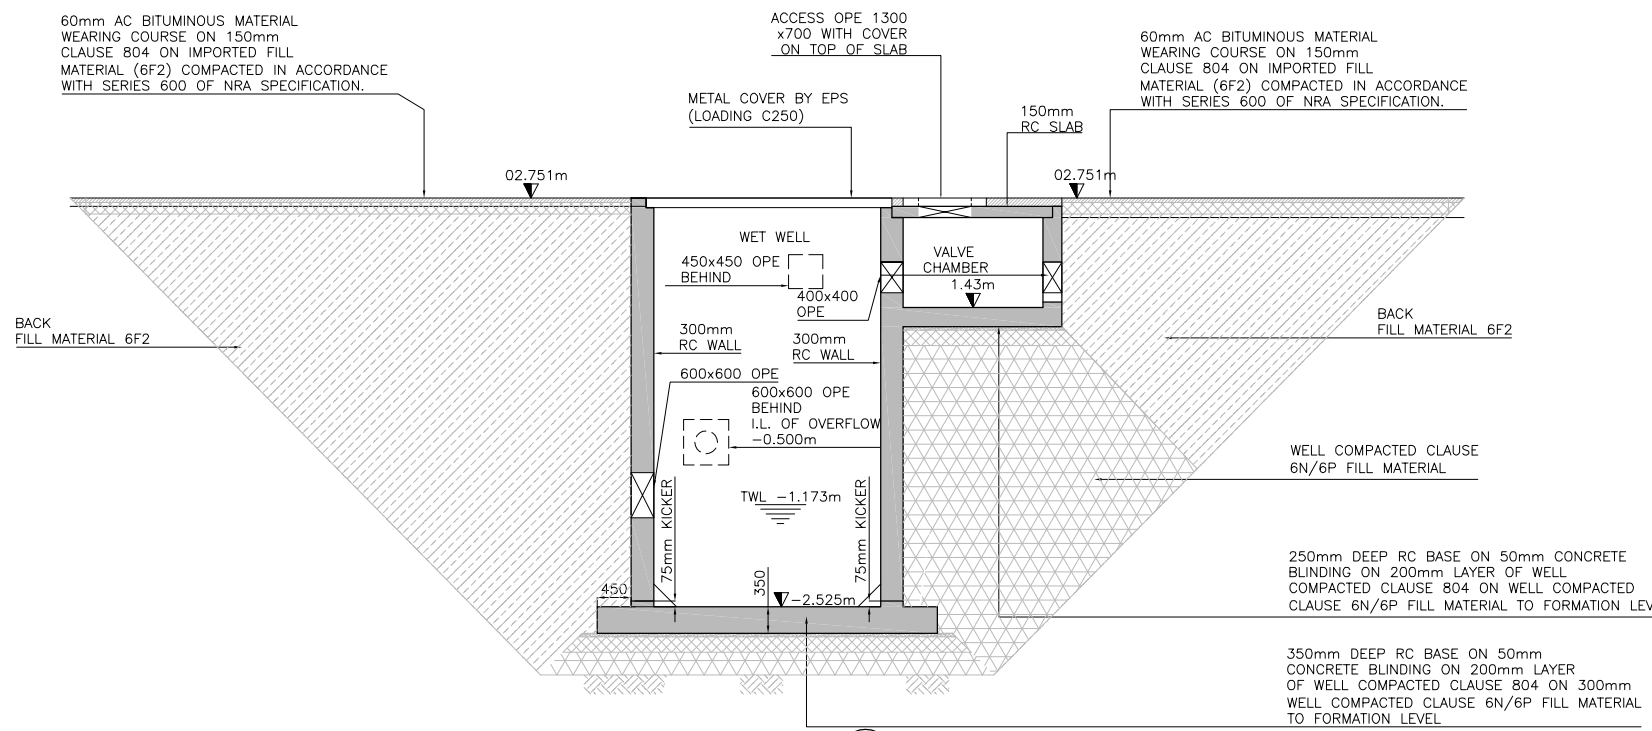 60mm AC BITUMINOUS MATERIAL
WEARING COURSE ON 150mm
CLAUSE 804 ON IMPORTED FILL
MATERIAL (6F2) COMPACTED IN ACCORDANCE
WITH SERIES 600 OF NRA SPECIFICATION.
ACCESS OPE 1300
x700 WITH COVER
ON TOP OF SLAB
METAL COVER BY EPS
(LOADING C250)
150mm
RC SLAB
60mm AC BITUMINOUS MATERIAL
WEARING COURSE ON 150mm
CLAUSE 804 ON IMPORTED FILL
MATERIAL (6F2) COMPACTED IN ACCORDANCE
WITH SERIES 600 OF NRA SPECIFICATION.
02.751m
02.751m
WET WELL
450x450 OPE
BEHIND
400x400
OPE
VALVE
CHAMBER
1.43m
BACK
FILL MATERIAL 6F2
300mm
RC WALL
300mm
RC WALL
BACK
FILL MATERIAL 6F2
600x600 OPE
600x600 OPE
BEHIND
I.L. OF OVERFLOW
-0.500m
WELL COMPACTED CLAUSE
6N/6P FILL MATERIAL
TWL -1.173m
75mm KICKER
75mm KICKER
450
350
-2.525m
250mm DEEP RC BASE ON 50mm CONCRETE
BLINDING ON 200mm LAYER OF WELL
COMPACTED CLAUSE 804 ON WELL COMPACTED
CLAUSE 6N/6P FILL MATERIAL TO FORMATION LEV
350mm DEEP RC BASE ON 50mm
CONCRETE BLINDING ON 200mm LAYER
OF WELL COMPACTED CLAUSE 804 ON 300mm
WELL COMPACTED CLAUSE 6N/6P FILL MATERIAL
TO FORMATION LEVEL